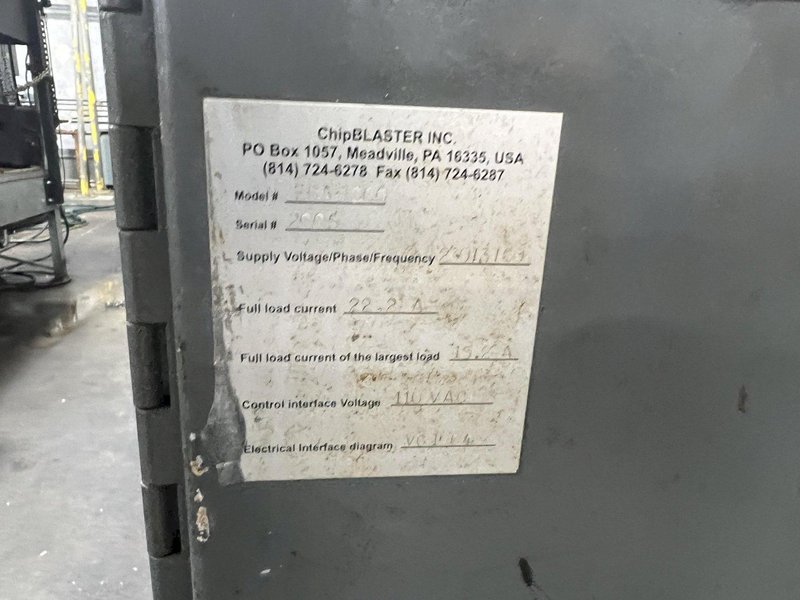 ChipBLASTER INC.
PO Box 1057, Meadville, PA 16335, USA
(814) 724-6278 Fax (814) 724-6287
Model #
Serial #
Supply Voltage/Phase/Frequency
Full load current 22.2 A
Full load current of the largest load 15.2 A
Control interface Voltage 110 VAC
Electrical Interface diagram